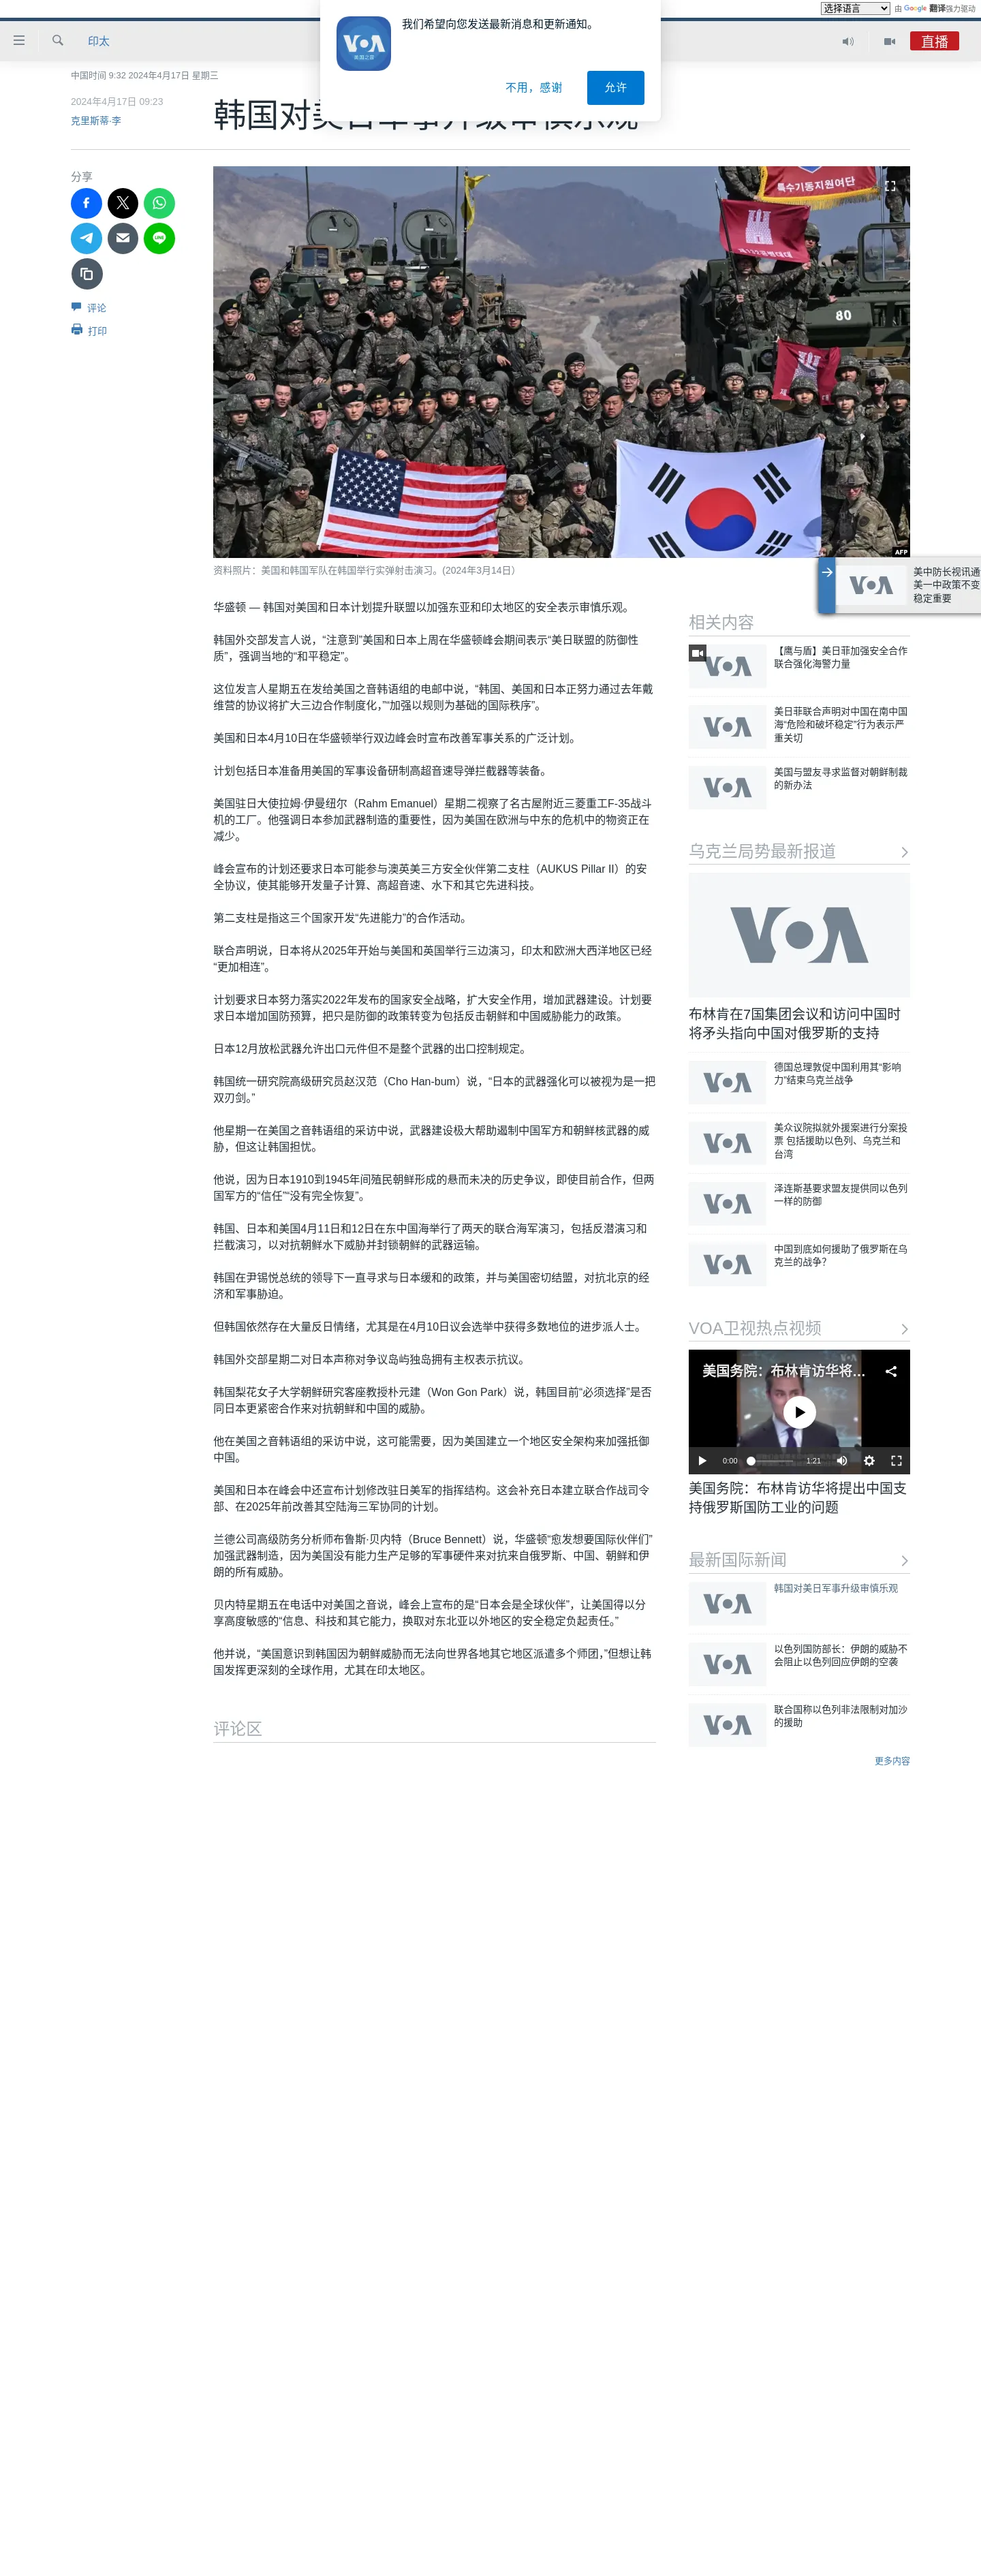 选择语言
由 Google 翻译强力驱动
我们希望向您发送最新消息和更新通知。
VOA
美国之音
不用，感谢
允许
印太
直播
中国时间 9:32 2024年4月17日 星期三
2024年4月17日 09:23
克里斯蒂·李
韩国对美日军事升级审慎乐观
分享
评论
打印
특수기동지원여단
80
AFP
资料照片：美国和韩国军队在韩国举行实弹射击演习。(2024年3月14日）
美中防长视讯通
美一中政策不变
稳定重要
华盛顿 — 韩国对美国和日本计划提升联盟以加强东亚和印太地区的安全表示审慎乐观。
韩国外交部发言人说，“注意到”美国和日本上周在华盛顿峰会期间表示“美日联盟的防御性
质”，强调当地的“和平稳定”。
这位发言人星期五在发给美国之音韩语组的电邮中说，“韩国、美国和日本正努力通过去年戴
维营的协议将扩大三边合作制度化，”“加强以规则为基础的国际秩序”。
美国和日本4月10日在华盛顿举行双边峰会时宣布改善军事关系的广泛计划。
计划包括日本准备用美国的军事设备研制高超音速导弹拦截器等装备。
美国驻日大使拉姆·伊曼纽尔（Rahm Emanuel）星期二视察了名古屋附近三菱重工F-35战斗
机的工厂。他强调日本参加武器制造的重要性，因为美国在欧洲与中东的危机中的物资正在
减少。
峰会宣布的计划还要求日本可能参与澳英美三方安全伙伴第二支柱（AUKUS Pillar II）的安
全协议，使其能够开发量子计算、高超音速、水下和其它先进科技。
第二支柱是指这三个国家开发“先进能力”的合作活动。
联合声明说，日本将从2025年开始与美国和英国举行三边演习，印太和欧洲大西洋地区已经
“更加相连”。
计划要求日本努力落实2022年发布的国家安全战略，扩大安全作用，增加武器建设。计划要
求日本增加国防预算，把只是防御的政策转变为包括反击朝鲜和中国威胁能力的政策。
日本12月放松武器允许出口元件但不是整个武器的出口控制规定。
韩国统一研究院高级研究员赵汉范（Cho Han-bum）说，“日本的武器强化可以被视为是一把
双刃剑。”
他星期一在美国之音韩语组的采访中说，武器建设极大帮助遏制中国军方和朝鲜核武器的威
胁，但这让韩国担忧。
他说，因为日本1910到1945年间殖民朝鲜形成的悬而未决的历史争议，即使目前合作，但两
国军方的“信任”“没有完全恢复”。
韩国、日本和美国4月11日和12日在东中国海举行了两天的联合海军演习，包括反潜演习和
拦截演习，以对抗朝鲜水下威胁并封锁朝鲜的武器运输。
韩国在尹锡悦总统的领导下一直寻求与日本缓和的政策，并与美国密切结盟，对抗北京的经
济和军事胁迫。
但韩国依然存在大量反日情绪，尤其是在4月10日议会选举中获得多数地位的进步派人士。
韩国外交部星期二对日本声称对争议岛屿独岛拥有主权表示抗议。
韩国梨花女子大学朝鲜研究客座教授朴元建（Won Gon Park）说，韩国目前“必须选择”是否
同日本更紧密合作来对抗朝鲜和中国的威胁。
他在美国之音韩语组的采访中说，这可能需要，因为美国建立一个地区安全架构来加强抵御
中国。
美国和日本在峰会中还宣布计划修改驻日美军的指挥结构。这会补充日本建立联合作战司令
部、在2025年前改善其空陆海三军协同的计划。
兰德公司高级防务分析师布鲁斯·贝内特（Bruce Bennett）说，华盛顿“愈发想要国际伙伴们”
加强武器制造，因为美国没有能力生产足够的军事硬件来对抗来自俄罗斯、中国、朝鲜和伊
朗的所有威胁。
贝内特星期五在电话中对美国之音说，峰会上宣布的是“日本会是全球伙伴”，让美国得以分
享高度敏感的“信息、科技和其它能力，换取对东北亚以外地区的安全稳定负起责任。”
他并说，“美国意识到韩国因为朝鲜威胁而无法向世界各地其它地区派遣多个师团，”但想让韩
国发挥更深刻的全球作用，尤其在印太地区。
评论区
相关内容
【鹰与盾】美日菲加强安全合作
联合强化海警力量
美日菲联合声明对中国在南中国
海“危险和破坏稳定”行为表示严
重关切
美国与盟友寻求监督对朝鲜制裁
的新办法
乌克兰局势最新报道
VOA
布林肯在7国集团会议和访问中国时
将矛头指向中国对俄罗斯的支持
德国总理敦促中国利用其“影响
力”结束乌克兰战争
美众议院拟就外援案进行分案投
票 包括援助以色列、乌克兰和
台湾
泽连斯基要求盟友提供同以色列
一样的防御
中国到底如何援助了俄罗斯在乌
克兰的战争？
VOA卫视热点视频
美国务院：布林肯访华将…
0:00
1:21
美国务院：布林肯访华将提出中国支
持俄罗斯国防工业的问题
最新国际新闻
韩国对美日军事升级审慎乐观
以色列国防部长：伊朗的威胁不
会阻止以色列回应伊朗的空袭
联合国称以色列非法限制对加沙
的援助
更多内容